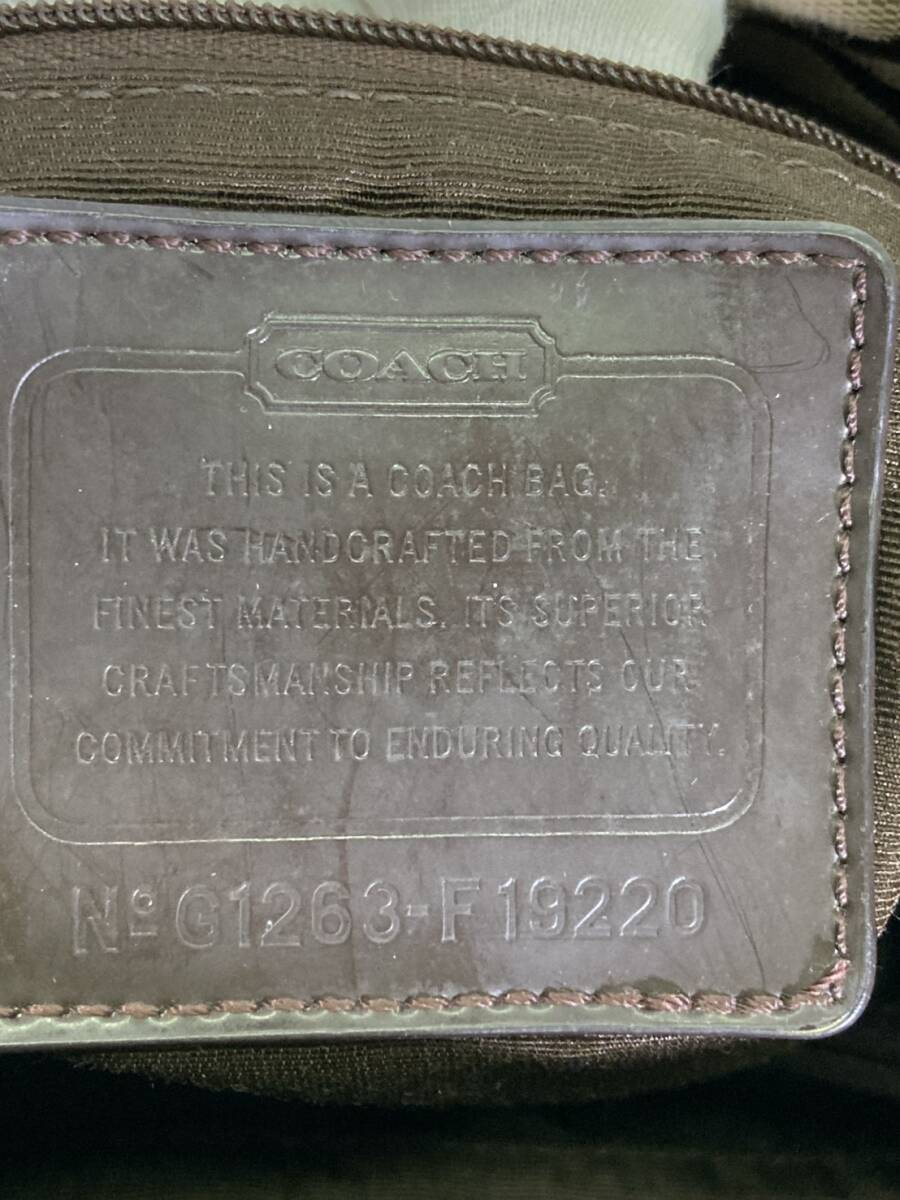 COACH
THIS IS A COACH BAG.
IT WAS HANDCRAFTED FROM THE
FINEST MATERIALS. ITS SUPERIOR
CRAFTSMANSHIP REFLECTS OUR
COMMITMENT TO ENDURING QUALITY.
Nº G1263-F19220